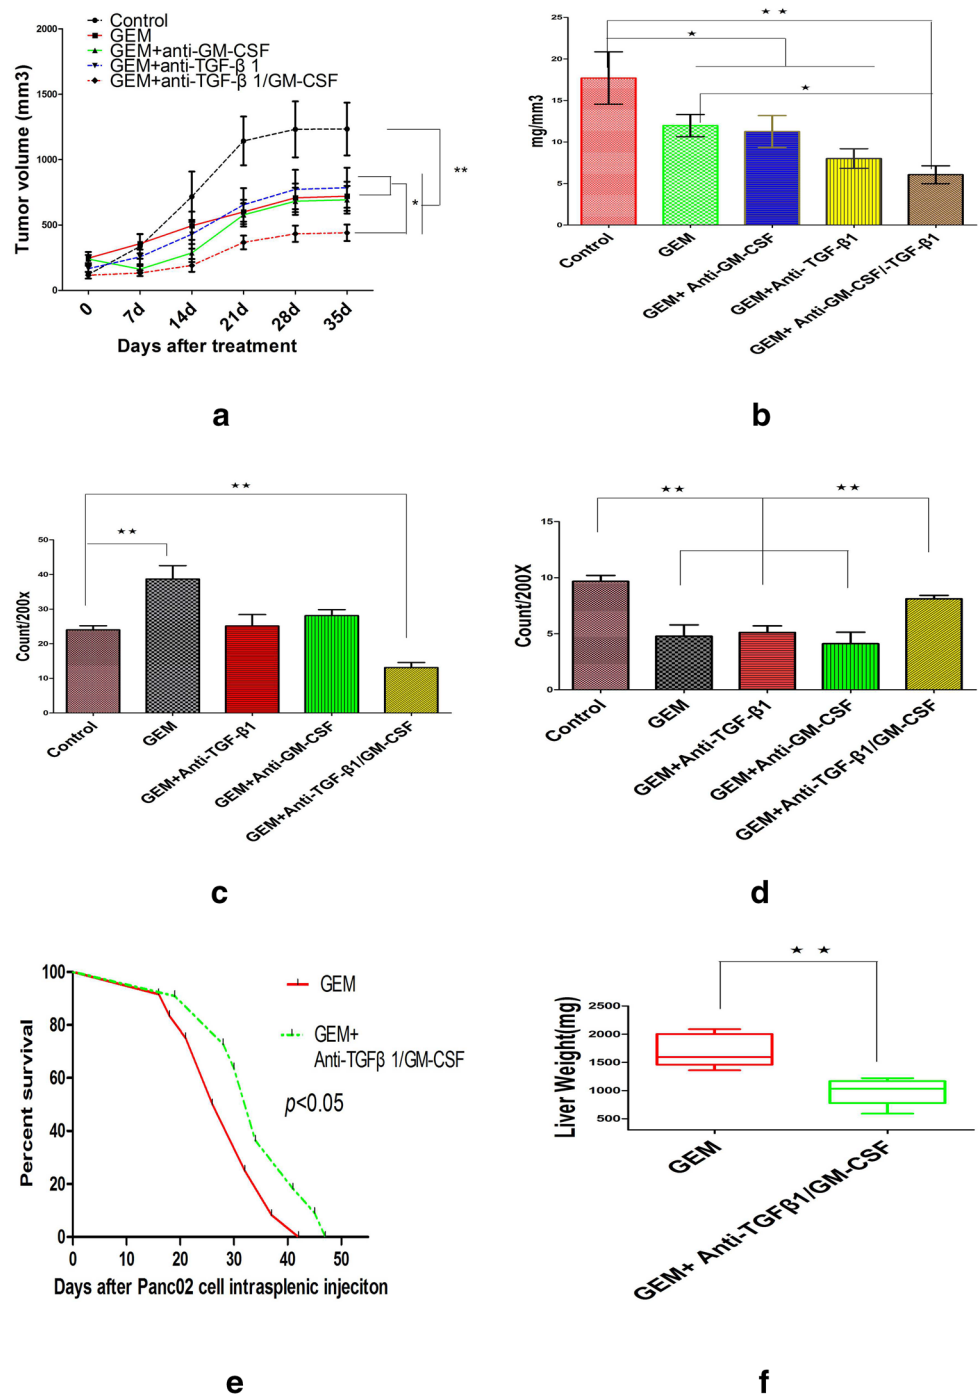 Control
GEM
GEM+anti-GM-CSF
GEM+anti-TGF-β 1
GEM+anti-TGF-β 1/GM-CSF
Tumor volume (mm3)
2000
1500
1000
500
0
**
*
0
7d
14d
21d
28d
35d
Days after treatment
a
mg/mm3
25
20
15
10
5
0
★ ★
★
★
Control
GEM
GEM+ Anti-GM-CSF
GEM+Anti- TGF-β1
GEM+ Anti-GM-CSF/-TGF-β1
b
Count/200x
50
40
30
20
10
0
★★
★★
Control
GEM
GEM+Anti-TGF-β1
GEM+Anti-GM-CSF
GEM+Anti-TGF-β1/GM-CSF
c
Count/200X
15
10
5
0
★★
★★
Control
GEM
GEM+Anti-TGF-β1
GEM+Anti-GM-CSF
GEM+Anti-TGF-β1/GM-CSF
d
Percent survival
100
80
60
40
20
0
GEM
GEM+
Anti-TGFβ 1/GM-CSF
p<0.05
0
10
20
30
40
50
Days after Panc02 cell intrasplenic injeciton
e
★ ★
Liver Weight(mg)
2500
2000
1500
1000
500
GEM
GEM+ Anti-TGFβ1/GM-CSF
f